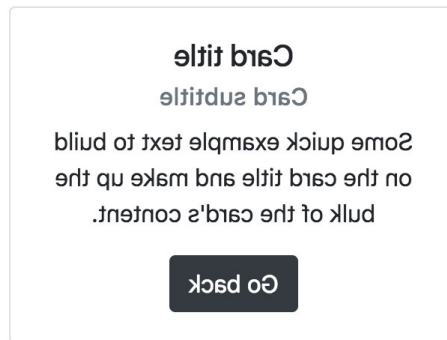 Card title
Card subtitle
Some quick example text to build
on the card title and make up the
bulk of the card's content.
Go back